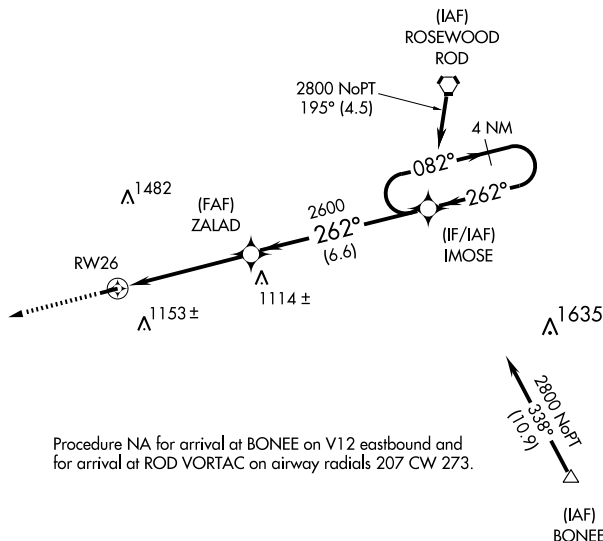 (IAF)
ROSEWOOD
ROD
2800 NoPT
195° (4.5)
4 NM
082°
262°
1482
(FAF)
ZALAD
2600
262°
(6.6)
(IF/IAF)
IMOSE
RW26
1153 ±
1114 ±
1635
2800 NoPT
338°
(10.9)
Procedure NA for arrival at BONEE on V12 eastbound and
for arrival at ROD VORTAC on airway radials 207 CW 273.
(IAF)
BONEE